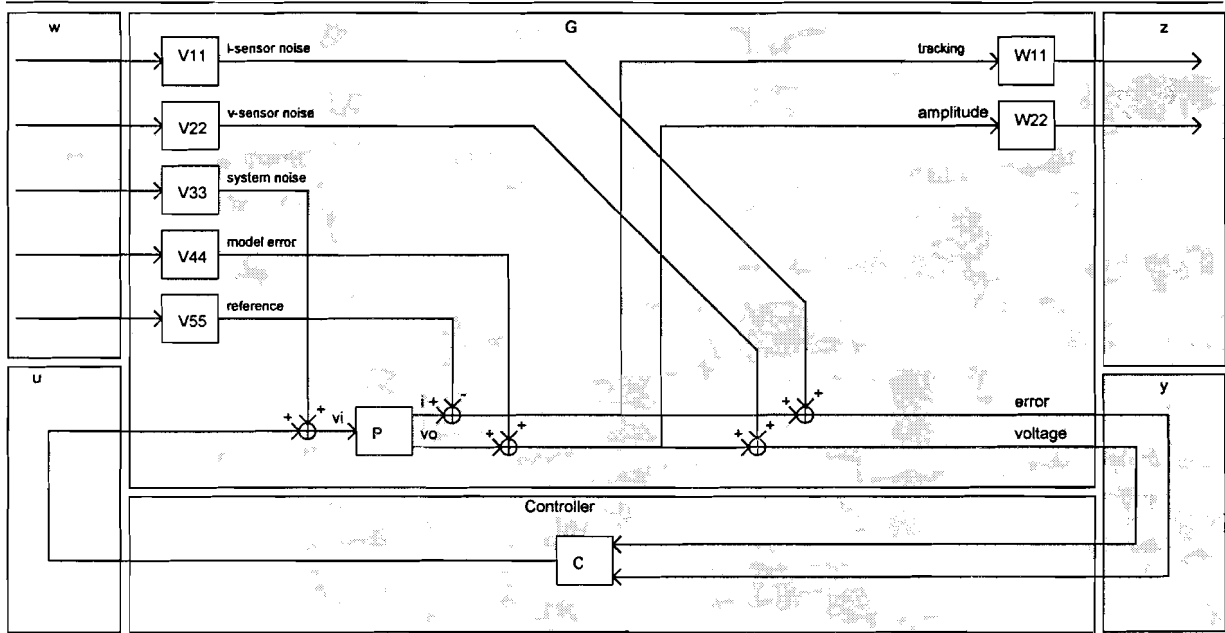 w
G
z
V11
i-sensor noise
tracking
W11
V22
v-sensor noise
amplitude
W22
V33
system noise
V44
model error
V55
reference
u
y
+
+
vi
P
i
+
-
vo
+
+
+
+
+
+
error
voltage
Controller
C